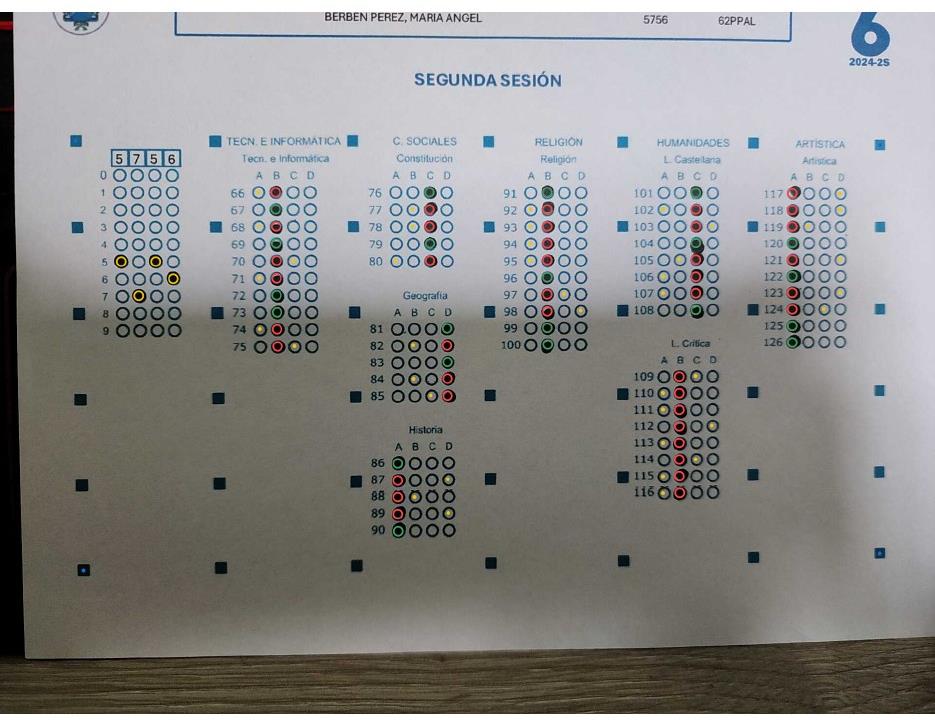 BERBEN PEREZ, MARIA ANGEL 5756 62PPAL
6
2024-2S
SEGUNDA SESIÓN
5 7 5 6
0
1
2
3
4
5
6
7
8
9
TECN. E INFORMÁTICA
Tecn. e Informática
A B C D
66
67
68
69
70
71
72
73
74
75
C. SOCIALES
Constitución
A B C D
76
77
78
79
80
Geografia
A B C D
81
82
83
84
85
Historia
A B C D
86
87
88
89
90
RELIGIÓN
Religión
A B C D
91
92
93
94
95
96
97
98
99
100
HUMANIDADES
L. Castellana
A B C D
101
102
103
104
105
106
107
108
L. Crítica
A B C D
109
110
111
112
113
114
115
116
ARTÍSTICA
Artística
A B C D
117
118
119
120
121
122
123
124
125
126